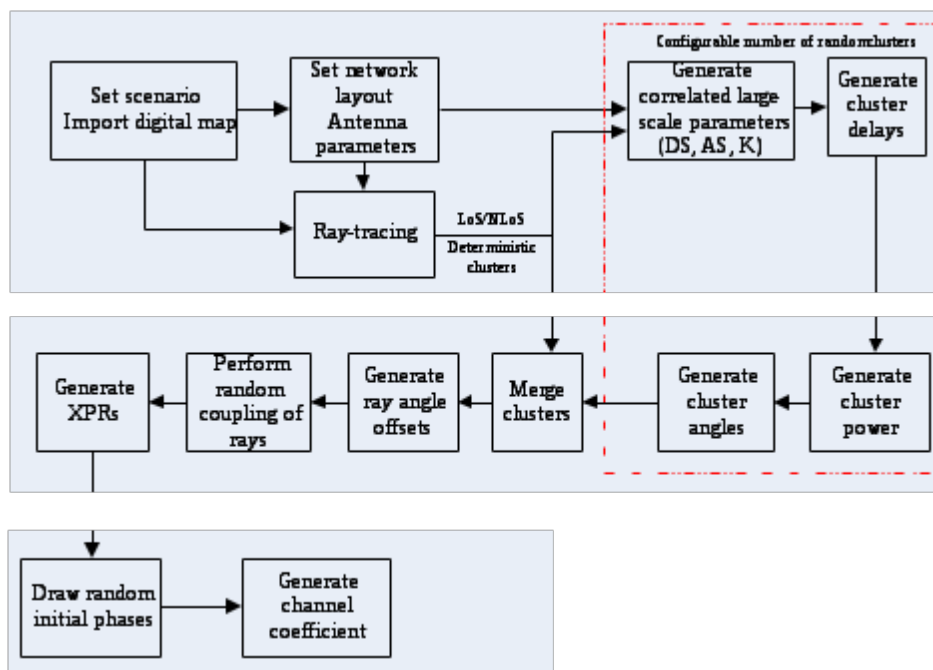 Configurable number of randomclusters
Set scenario
Import digital map
Set network
layout
Antenna
parameters
Generate
correlated large
scale parameters
(DS, AS, K)
Generate
cluster
delays
Ray-tracing
LoS/NLoS
Deterministic
clusters
Generate
XPRs
Perform
random
coupling of
rays
Generate
ray angle
offsets
Merge
clusters
Generate
cluster
angles
Generate
cluster
power
Draw random
initial phases
Generate
channel
coefficient